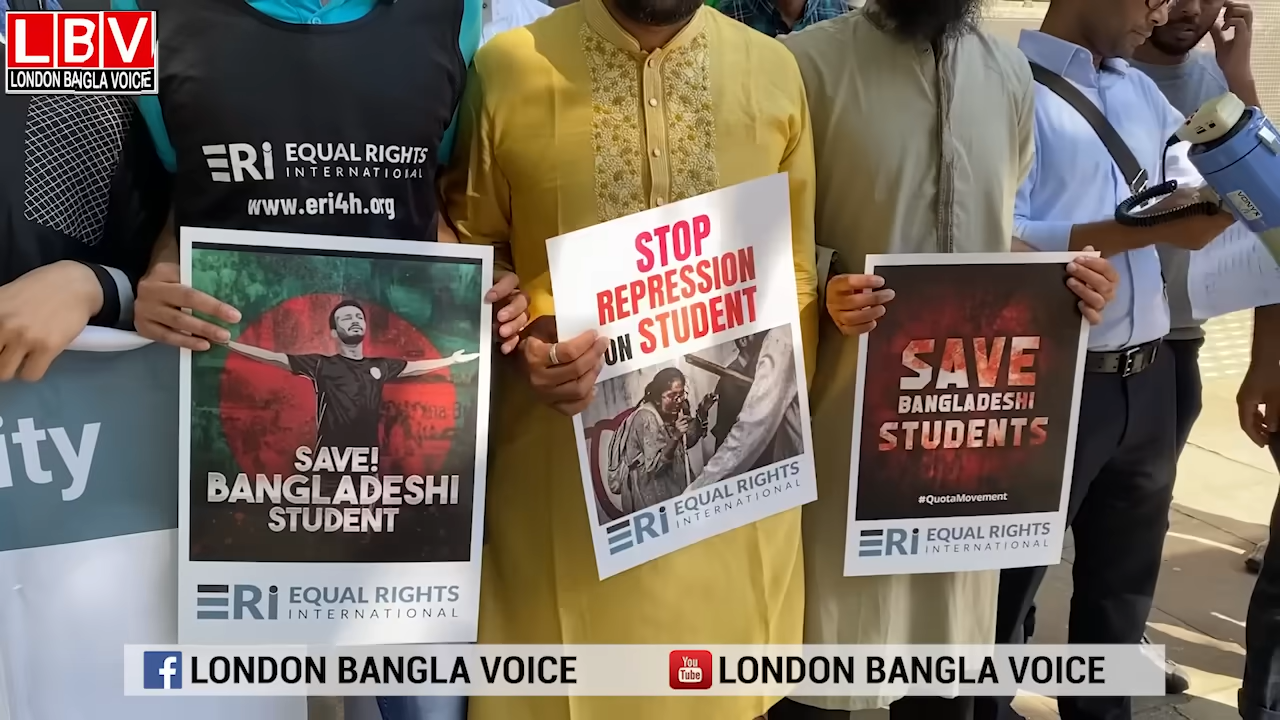 LBV
LONDON BANGLA VOICE
ERi EQUAL RIGHTS
INTERNATIONAL
www.eri4h.org
ity
SAVE!
BANGLADESHI
STUDENT
ERi EQUAL RIGHTS
INTERNATIONAL
STOP
REPRESSION
ON STUDENT
ERi EQUAL RIGHTS
INTERNATIONAL
SAVE
BANGLADESHI
STUDENTS
#QuotaMovement
ERi EQUAL RIGHTS
INTERNATIONAL
f LONDON BANGLA VOICE
You Tube LONDON BANGLA VOICE